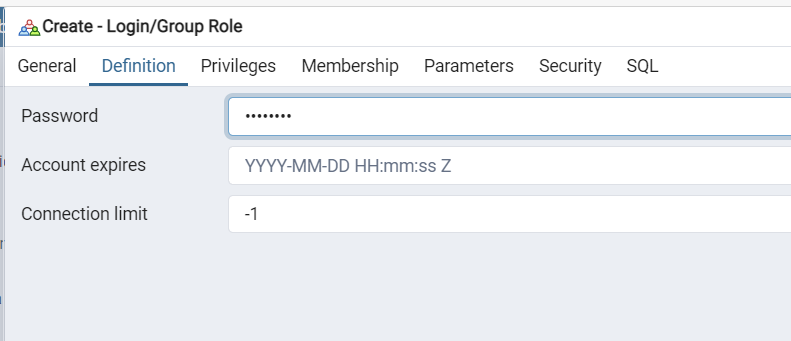 Create - Login/Group Role
General Definition Privileges Membership Parameters Security SQL
Password ••••••••
Account expires YYYY-MM-DD HH:mm:ss Z
Connection limit -1